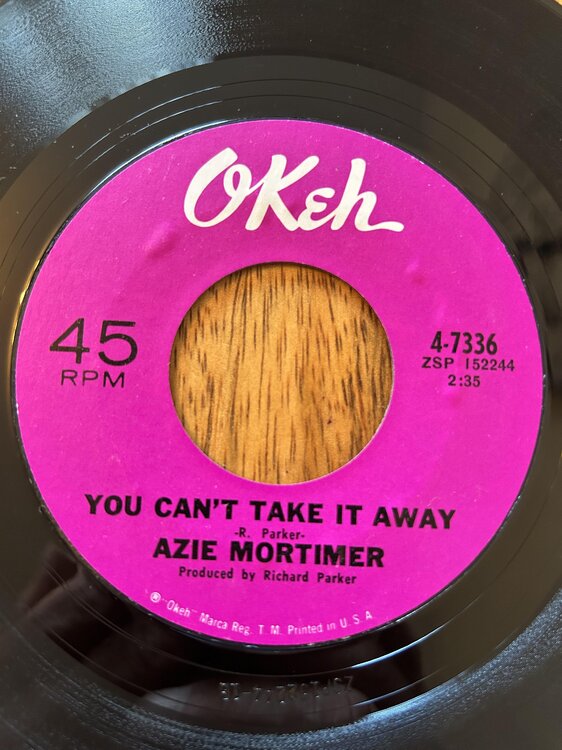 OKeh
45
RPM
4-7336
ZSP 152244
2:35
YOU CAN'T TAKE IT AWAY
-R. Parker-
AZIE MORTIMER
Produced by Richard Parker
℗ "Okeh" Marca Reg. T. M. Printed in U S A